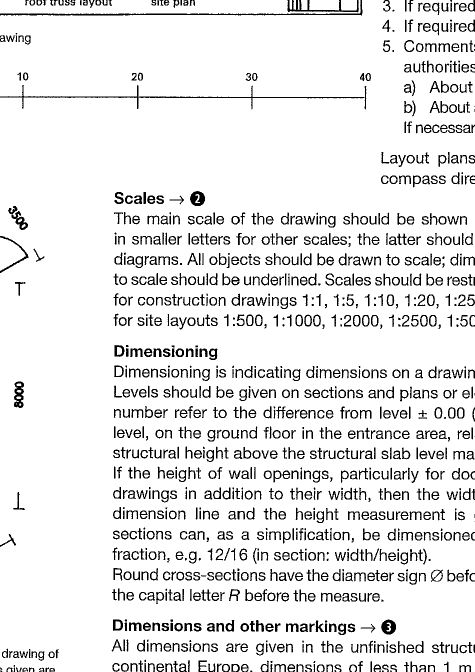 roof truss layout site plan
awing
10 20 30 40
3. If required
4. If required
5. Comments
authorities
a) About
b) About
If necessar
Layout plans
compass dire
Scales → 2
The main scale of the drawing should be shown
in smaller letters for other scales; the latter should
diagrams. All objects should be drawn to scale; dim
to scale should be underlined. Scales should be restr
for construction drawings 1:1, 1:5, 1:10, 1:20, 1:25
for site layouts 1:500, 1:1000, 1:2000, 1:2500, 1:50
3500
8000
Dimensioning
Dimensioning is indicating dimensions on a drawin
Levels should be given on sections and plans or el
number refer to the difference from level ± 0.00 (
level, on the ground floor in the entrance area, rel
structural height above the structural slab level ma
If the height of wall openings, particularly for doo
drawings in addition to their width, then the widt
dimension line and the height measurement is
sections can, as a simplification, be dimensioned
fraction, e.g. 12/16 (in section: width/height).
Round cross-sections have the diameter sign Ø befo
the capital letter R before the measure.
Dimensions and other markings → 3
All dimensions are given in the unfinished struct
continental Europe, dimensions of less than 1 m
drawing of
s given are